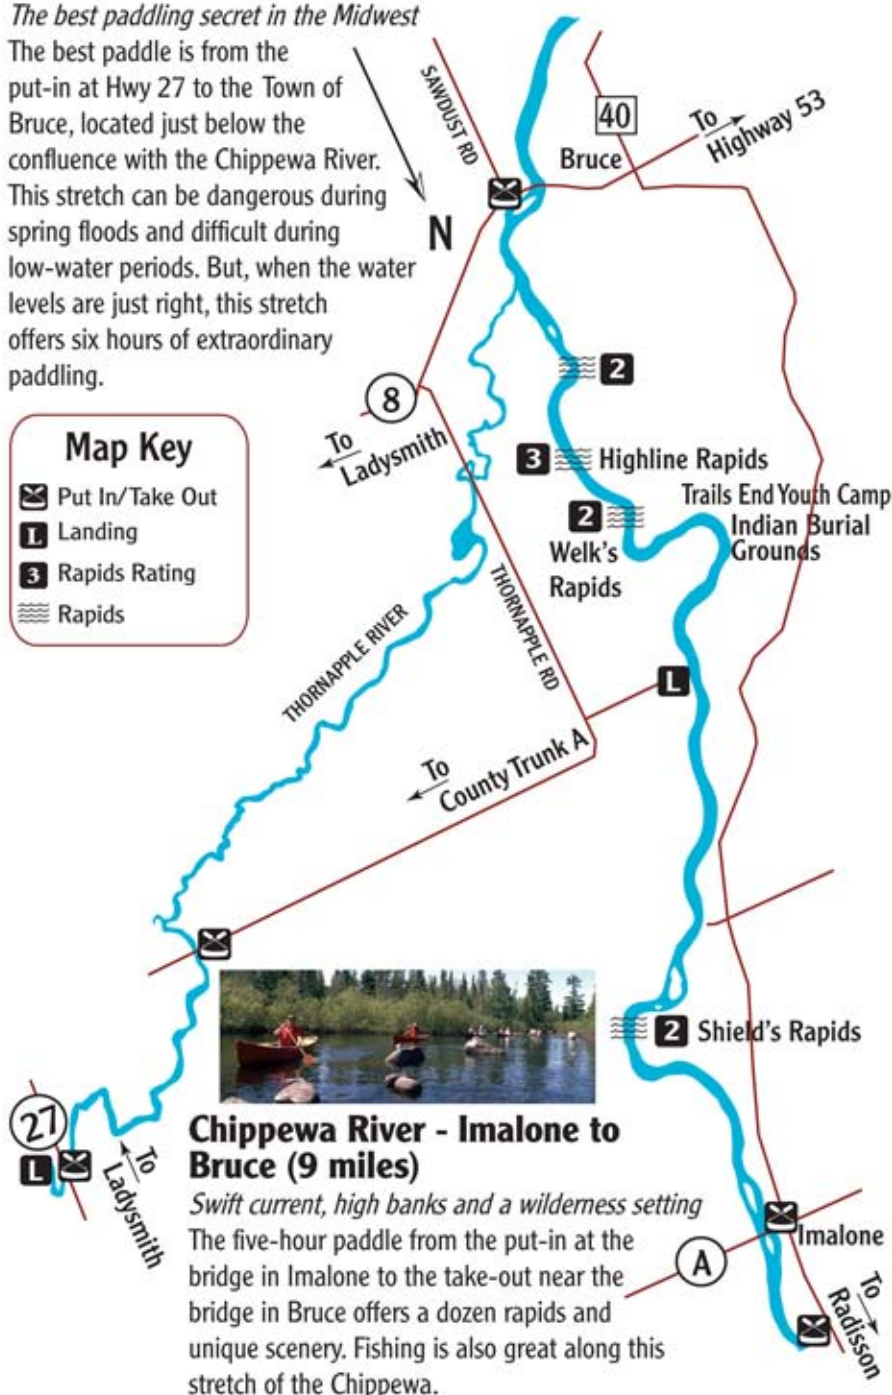 The best paddling secret in the Midwest
The best paddle is from the
put-in at Hwy 27 to the Town of
Bruce, located just below the
confluence with the Chippewa River.
This stretch can be dangerous during
spring floods and difficult during
low-water periods. But, when the water
levels are just right, this stretch
offers six hours of extraordinary
paddling.
SAWDUST RD
N
40
To
Highway 53
Bruce
8
To
Ladysmith
2
3 Highline Rapids
2
Welk's
Rapids
Trails End Youth Camp
Indian Burial
Grounds
Map Key
Put In/Take Out
L Landing
3 Rapids Rating
Rapids
THORNAPPLE RIVER
THORNAPPLE RD
L
To
County Trunk A
2 Shield's Rapids
27
L
To
Ladysmith
Chippewa River - Imalone to
Bruce (9 miles)
Swift current, high banks and a wilderness setting
The five-hour paddle from the put-in at the
bridge in Imalone to the take-out near the
bridge in Bruce offers a dozen rapids and
unique scenery. Fishing is also great along this
stretch of the Chippewa.
A
Imalone
To
Radisson